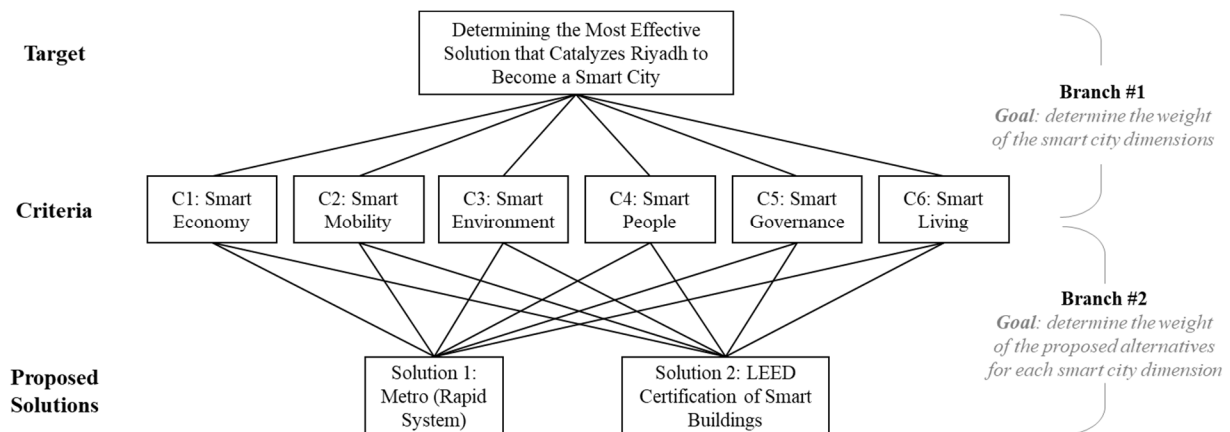 Target
Determining the Most Effective
Solution that Catalyzes Riyadh to
Become a Smart City
Branch #1
Goal: determine the weight
of the smart city dimensions
Criteria
C1: Smart
Economy
C2: Smart
Mobility
C3: Smart
Environment
C4: Smart
People
C5: Smart
Governance
C6: Smart
Living
Branch #2
Goal: determine the weight
of the proposed alternatives
for each smart city dimension
Proposed
Solutions
Solution 1:
Metro (Rapid
System)
Solution 2: LEED
Certification of Smart
Buildings